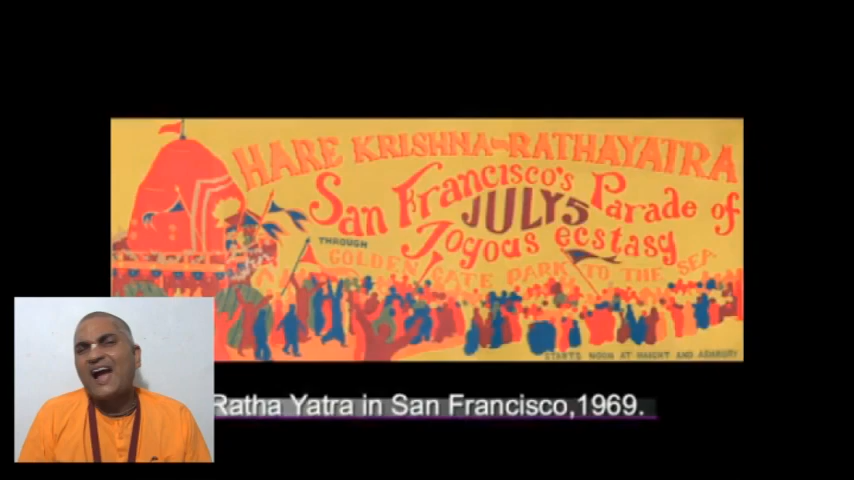 HARE KRISHNA-RATHAYATRA
San Francisco's Parade of
JULY 5
Joyous ecstasy
THROUGH
GOLDEN GATE PARK TO THE SEA
STARTS NOON AT HAIGHT AND ASHBURY
Ratha Yatra in San Francisco,1969.